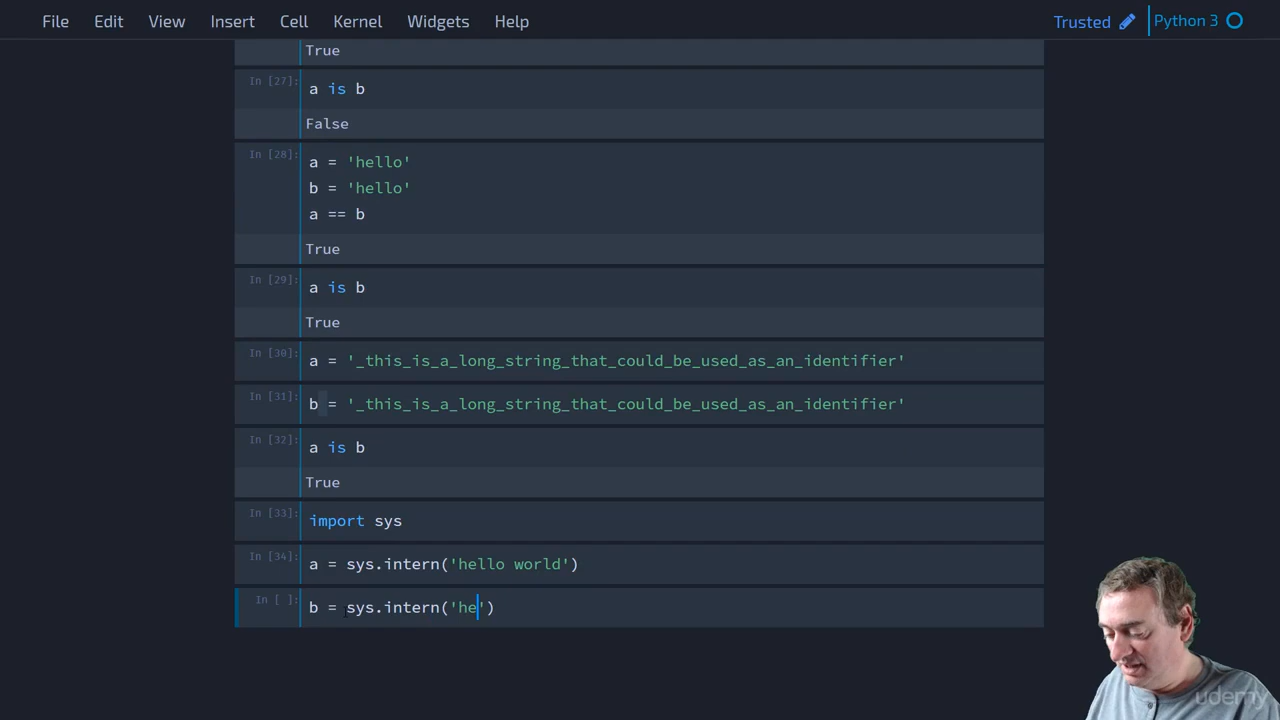 File Edit View Insert Cell Kernel Widgets Help Trusted Python 3
True
In [27]: a is b
False
In [28]: a = 'hello'
b = 'hello'
a == b
True
In [29]: a is b
True
In [30]: a = '_this_is_a_long_string_that_could_be_used_as_an_identifier'
In [31]: b = '_this_is_a_long_string_that_could_be_used_as_an_identifier'
In [32]: a is b
True
In [33]: import sys
In [34]: a = sys.intern('hello world')
In [ ]: b = sys.intern('he')
udemy